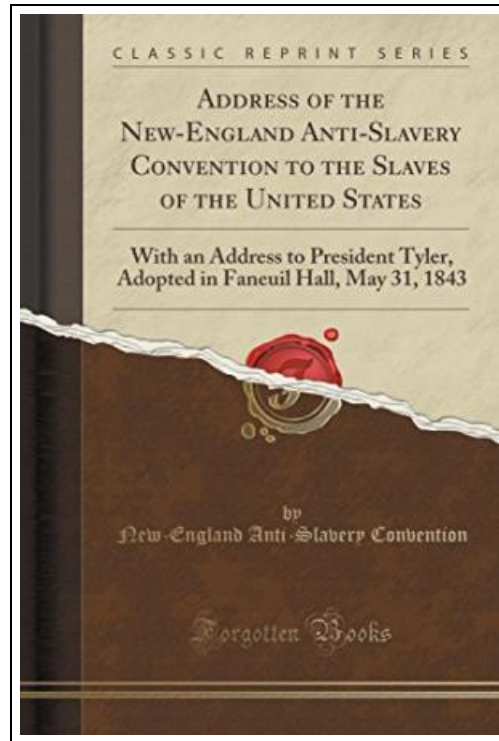 CLASSIC REPRINT SERIES
ADDRESS OF THE
NEW-ENGLAND ANTI-SLAVERY
CONVENTION TO THE SLAVES
OF THE UNITED STATES
With an Address to President Tyler,
Adopted in Faneuil Hall, May 31, 1843
by
New-England Anti-Slavery Convention
Forgotten Books